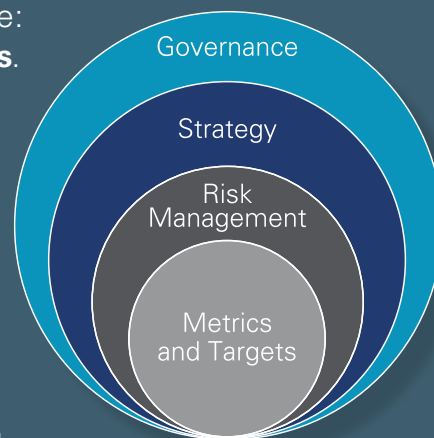 e:
s.
Governance
Strategy
Risk
Management
Metrics
and Targets